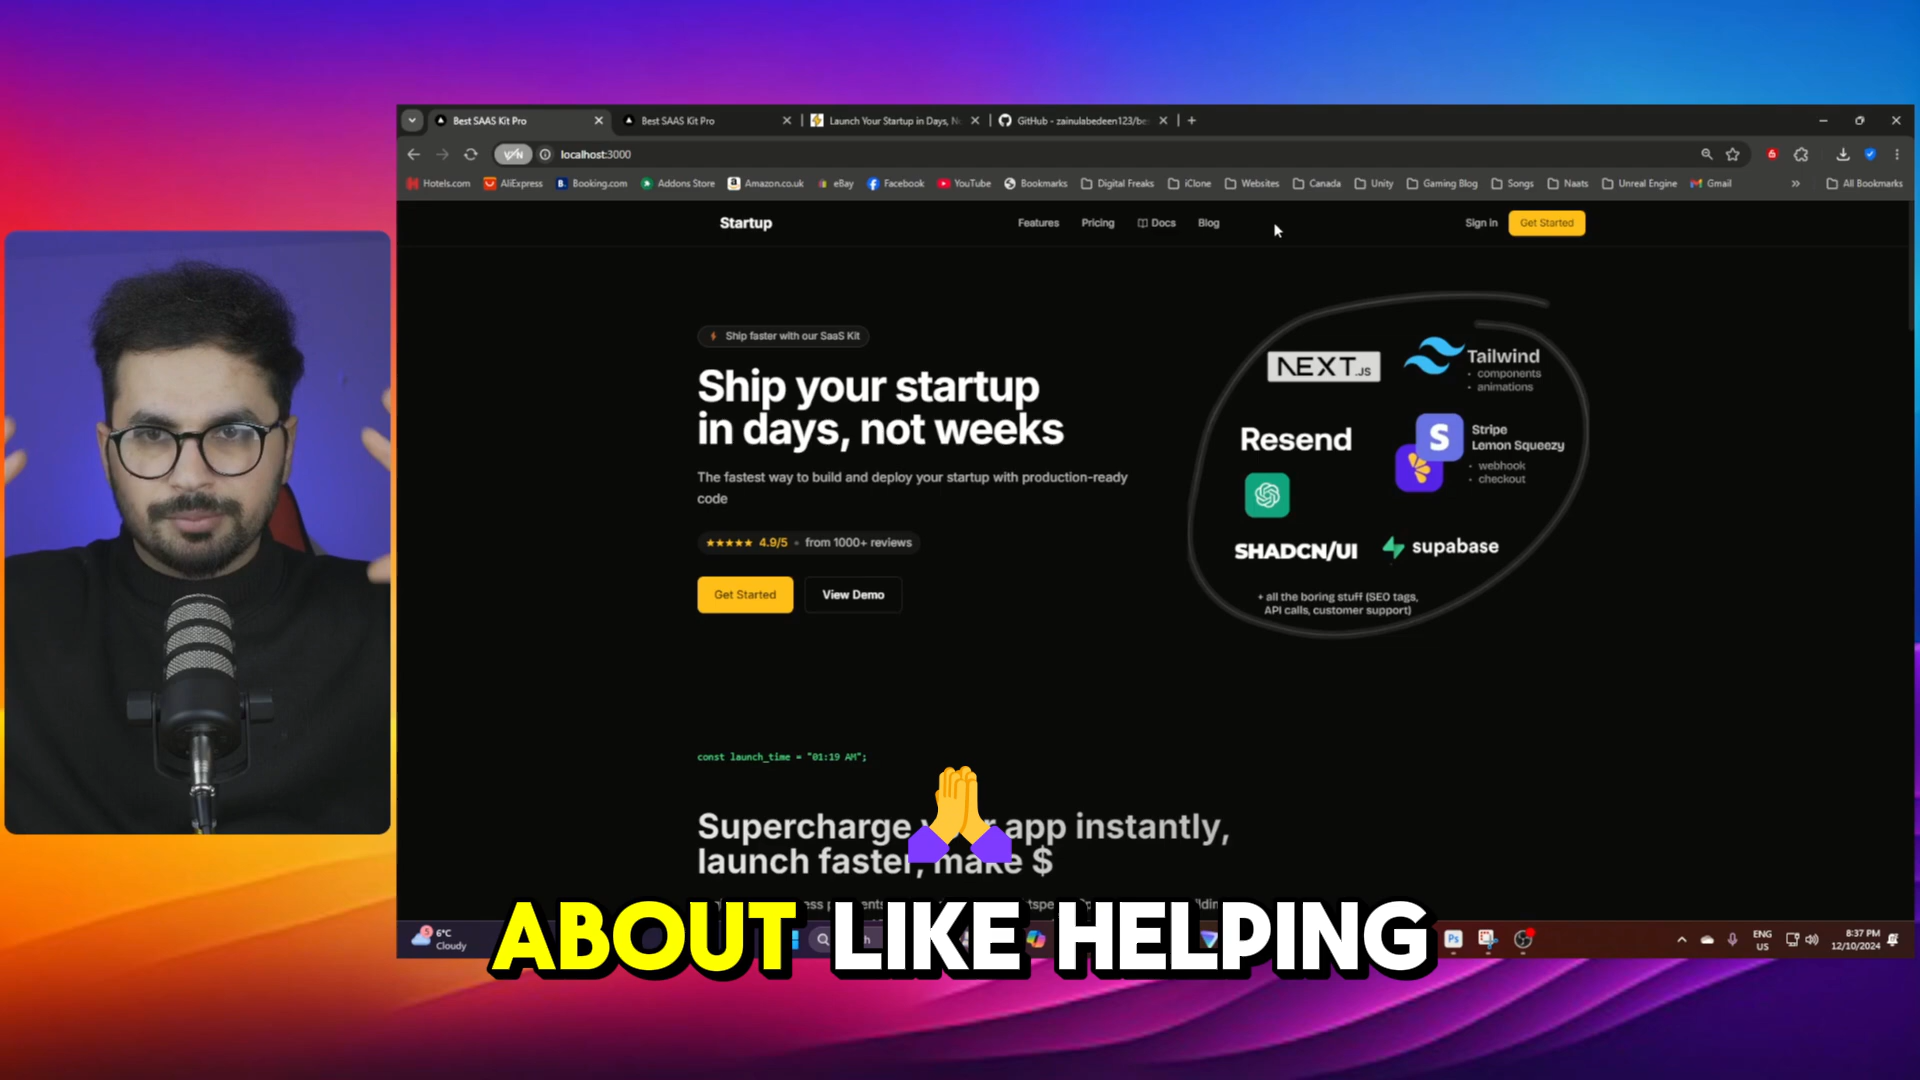 Best SAAS Kit Pro
Best SAAS Kit Pro
Launch Your Startup in Days, N
GitHub - zainulabedeen123/be
VPN
localhost:3000
Hotels.com
AliExpress
Booking.com
Addons Store
Amazon.co.uk
eBay
Facebook
YouTube
Bookmarks
Digital Freaks
iClone
Websites
Canada
Unity
Gaming Blog
Songs
Naats
Unreal Engine
Gmail
All Bookmarks
Startup
Features
Pricing
Docs
Blog
Sign In
Get Started
Ship faster with our SaaS Kit
Ship your startup
in days, not weeks
The fastest way to build and deploy your startup with production-ready
code
★★★★★ 4.9/5 • from 1000+ reviews
Get Started
View Demo
NEXT.JS
Tailwind
• components
• animations
Resend
S
Stripe
Lemon Squeezy
• webhook
• checkout
SHADCN/UI
supabase
+ all the boring stuff (SEO tags,
API calls, customer support)
const launch_time = "01:19 AM";
Supercharge app instantly,
launch faster, make $
ABOUT LIKE HELPING
5
6°C
Cloudy
Ps
ENG
US
8:37 PM
12/10/2024